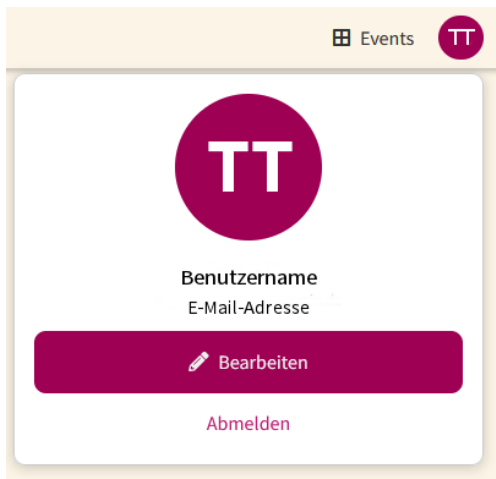 Events TT
TT
Benutzername
E-Mail-Adresse
Bearbeiten
Abmelden